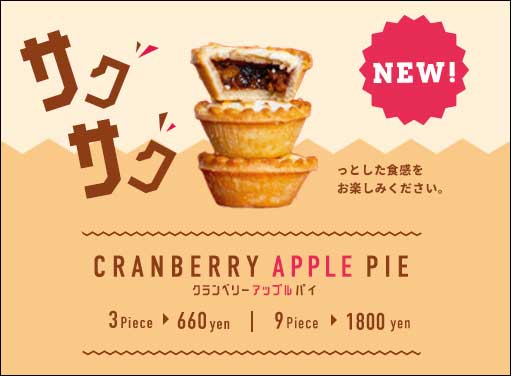 サク
サク
NEW!
っとした食感を
お楽しみください。
CRANBERRY APPLE PIE
クランベリーアップルパイ
3Piece ▶ 660yen | 9Piece ▶ 1800yen